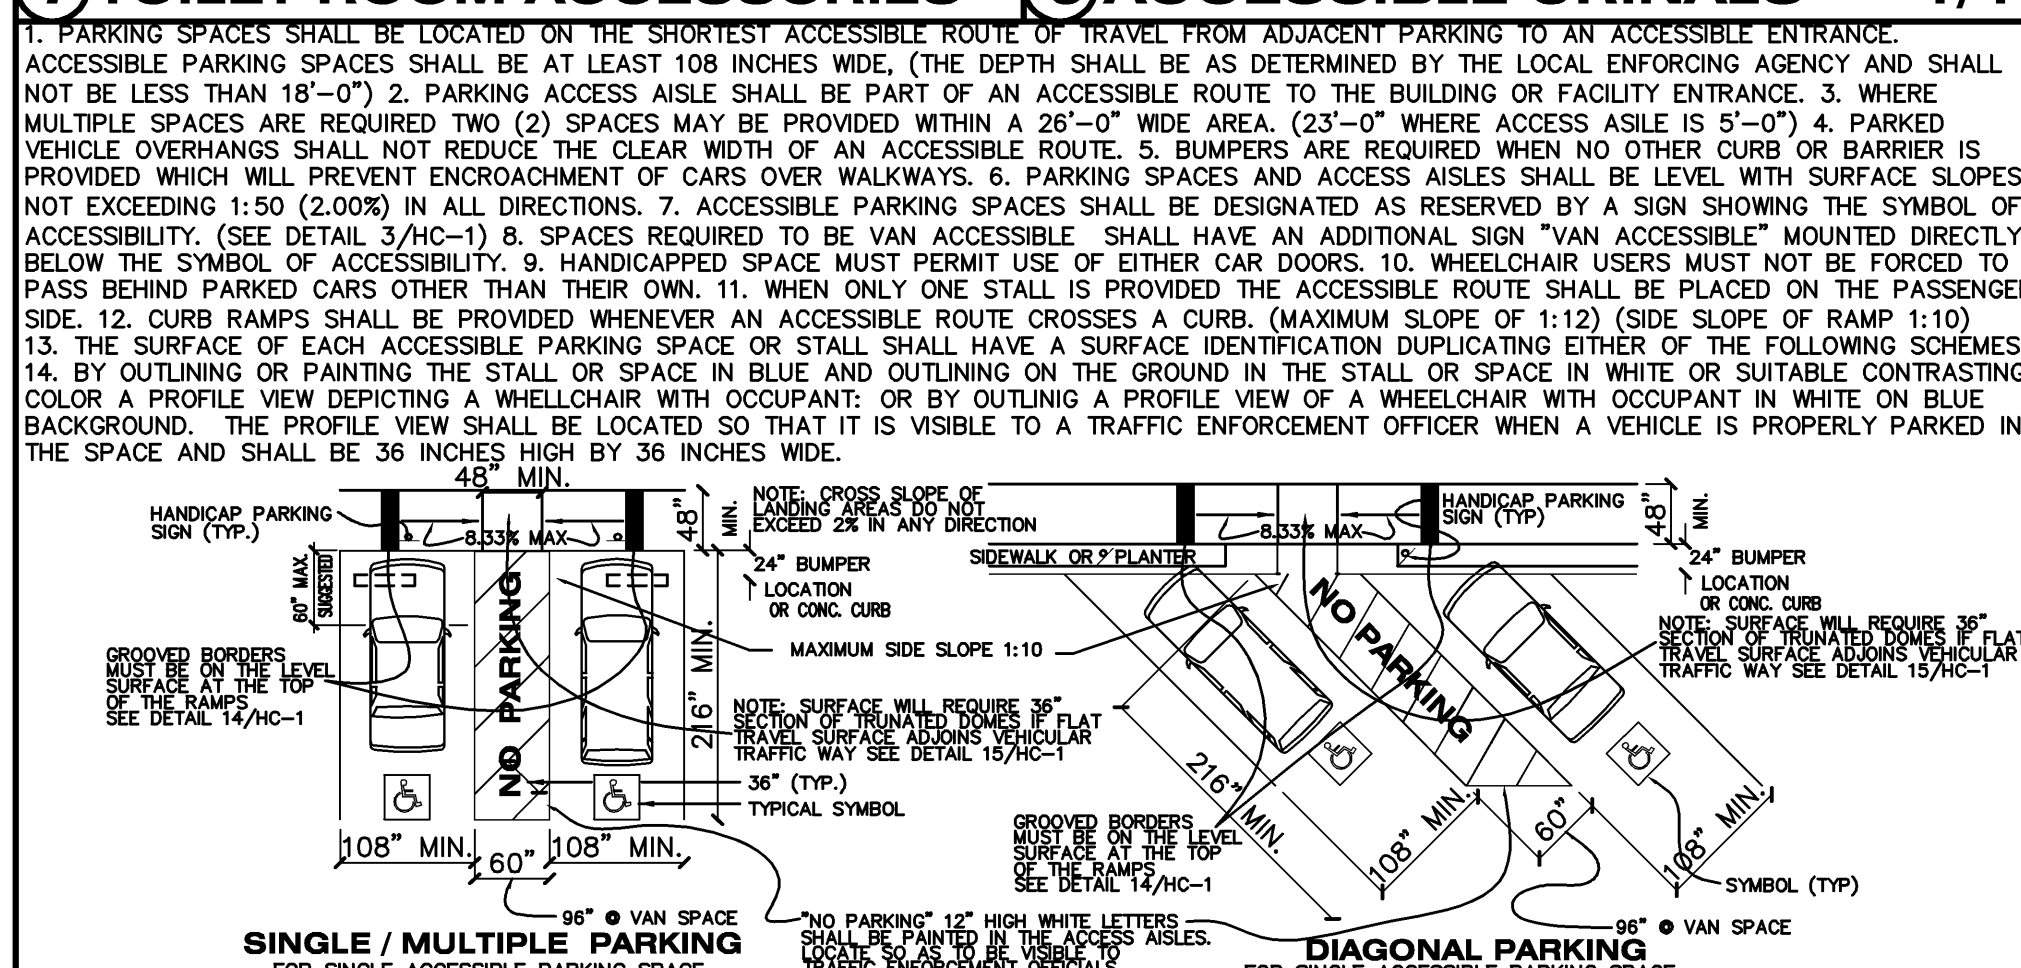 TOILET ROOM ACCESSORIES
ACCESSIBLE URINALS
1. PARKING SPACES SHALL BE LOCATED ON THE SHORTEST ACCESSIBLE ROUTE OF TRAVEL FROM ADJACENT PARKING TO AN ACCESSIBLE ENTRANCE.
ACCESSIBLE PARKING SPACES SHALL BE AT LEAST 108 INCHES WIDE, (THE DEPTH SHALL BE AS DETERMINED BY THE LOCAL ENFORCING AGENCY AND SHALL
NOT BE LESS THAN 18'-0") 2. PARKING ACCESS AISLE SHALL BE PART OF AN ACCESSIBLE ROUTE TO THE BUILDING OR FACILITY ENTRANCE. 3. WHERE
MULTIPLE SPACES ARE REQUIRED TWO (2) SPACES MAY BE PROVIDED WITHIN A 26'-0" WIDE AREA. (23'-0" WHERE ACCESS ASILE IS 5'-0") 4. PARKED
VEHICLE OVERHANGS SHALL NOT REDUCE THE CLEAR WIDTH OF AN ACCESSIBLE ROUTE. 5. BUMPERS ARE REQUIRED WHEN NO OTHER CURB OR BARRIER IS
PROVIDED WHICH WILL PREVENT ENCROACHMENT OF CARS OVER WALKWAYS. 6. PARKING SPACES AND ACCESS AISLES SHALL BE LEVEL WITH SURFACE SLOPES
NOT EXCEEDING 1:50 (2.00%) IN ALL DIRECTIONS. 7. ACCESSIBLE PARKING SPACES SHALL BE DESIGNATED AS RESERVED BY A SIGN SHOWING THE SYMBOL OF
ACCESSIBILITY. (SEE DETAIL 3/HC-1) 8. SPACES REQUIRED TO BE VAN ACCESSIBLE SHALL HAVE AN ADDITIONAL SIGN "VAN ACCESSIBLE" MOUNTED DIRECTLY
BELOW THE SYMBOL OF ACCESSIBILITY. 9. HANDICAPPED SPACE MUST PERMIT USE OF EITHER CAR DOORS. 10. WHEELCHAIR USERS MUST NOT BE FORCED TO
PASS BEHIND PARKED CARS OTHER THAN THEIR OWN. 11. WHEN ONLY ONE STALL IS PROVIDED THE ACCESSIBLE ROUTE SHALL BE PLACED ON THE PASSENGER
SIDE. 12. CURB RAMPS SHALL BE PROVIDED WHENEVER AN ACCESSIBLE ROUTE CROSSES A CURB. (MAXIMUM SLOPE OF 1:12) (SIDE SLOPE OF RAMP 1:10)
13. THE SURFACE OF EACH ACCESSIBLE PARKING SPACE OR STALL SHALL HAVE A SURFACE IDENTIFICATION DUPLICATING EITHER OF THE FOLLOWING SCHEMES
14. BY OUTLINING OR PAINTING THE STALL OR SPACE IN BLUE AND OUTLINING ON THE GROUND IN THE STALL OR SPACE IN WHITE OR SUITABLE CONTRASTING
COLOR A PROFILE VIEW DEPICTING A WHELLCHAIR WITH OCCUPANT: OR BY OUTLINIG A PROFILE VIEW OF A WHEELCHAIR WITH OCCUPANT IN WHITE ON BLUE
BACKGROUND. THE PROFILE VIEW SHALL BE LOCATED SO THAT IT IS VISIBLE TO A TRAFFIC ENFORCEMENT OFFICER WHEN A VEHICLE IS PROPERLY PARKED IN
THE SPACE AND SHALL BE 36 INCHES HIGH BY 36 INCHES WIDE.
48" MIN.
HANDICAP PARKING
SIGN (TYP.)
8.33% MAX
48"
MIN.
NOTE: CROSS SLOPE OF
LANDING AREAS DO NOT
EXCEED 2% IN ANY DIRECTION
60" MAX.
SUGGESTED
24" BUMPER
LOCATION
OR CONC. CURB
NO PARKING
MAXIMUM SIDE SLOPE 1:10
216" MIN.
GROOVED BORDERS
MUST BE ON THE LEVEL
SURFACE AT THE TOP
OF THE RAMPS
SEE DETAIL 14/HC-1
NOTE: SURFACE WILL REQUIRE 36"
SECTION OF TRUNATED DOMES IF FLAT
TRAVEL SURFACE ADJOINS VEHICULAR
TRAFFIC WAY SEE DETAIL 15/HC-1
36" (TYP.)
TYPICAL SYMBOL
108" MIN.
60"
108" MIN.
96" @ VAN SPACE
SINGLE / MULTIPLE PARKING
FOR SINGLE ACCESSIBLE PARKING SPACE
"NO PARKING" 12" HIGH WHITE LETTERS
SHALL BE PAINTED IN THE ACCESS AISLES.
LOCATE SO AS TO BE VISIBLE TO
TRAFFIC ENFORCEMENT OFFICIALS
HANDICAP PARKING
SIGN (TYP)
8.33% MAX
48"
MIN.
SIDEWALK OR PLANTER
24" BUMPER
LOCATION
OR CONC. CURB
NO PARKING
NOTE: SURFACE WILL REQUIRE 36"
SECTION OF TRUNATED DOMES IF FLAT
TRAVEL SURFACE ADJOINS VEHICULAR
TRAFFIC WAY SEE DETAIL 15/HC-1
216" MIN.
GROOVED BORDERS
MUST BE ON THE LEVEL
SURFACE AT THE TOP
OF THE RAMPS
SEE DETAIL 14/HC-1
108" MIN.
60"
108" MIN.
SYMBOL (TYP)
96" @ VAN SPACE
DIAGONAL PARKING
FOR SINGLE ACCESSIBLE PARKING SPACE